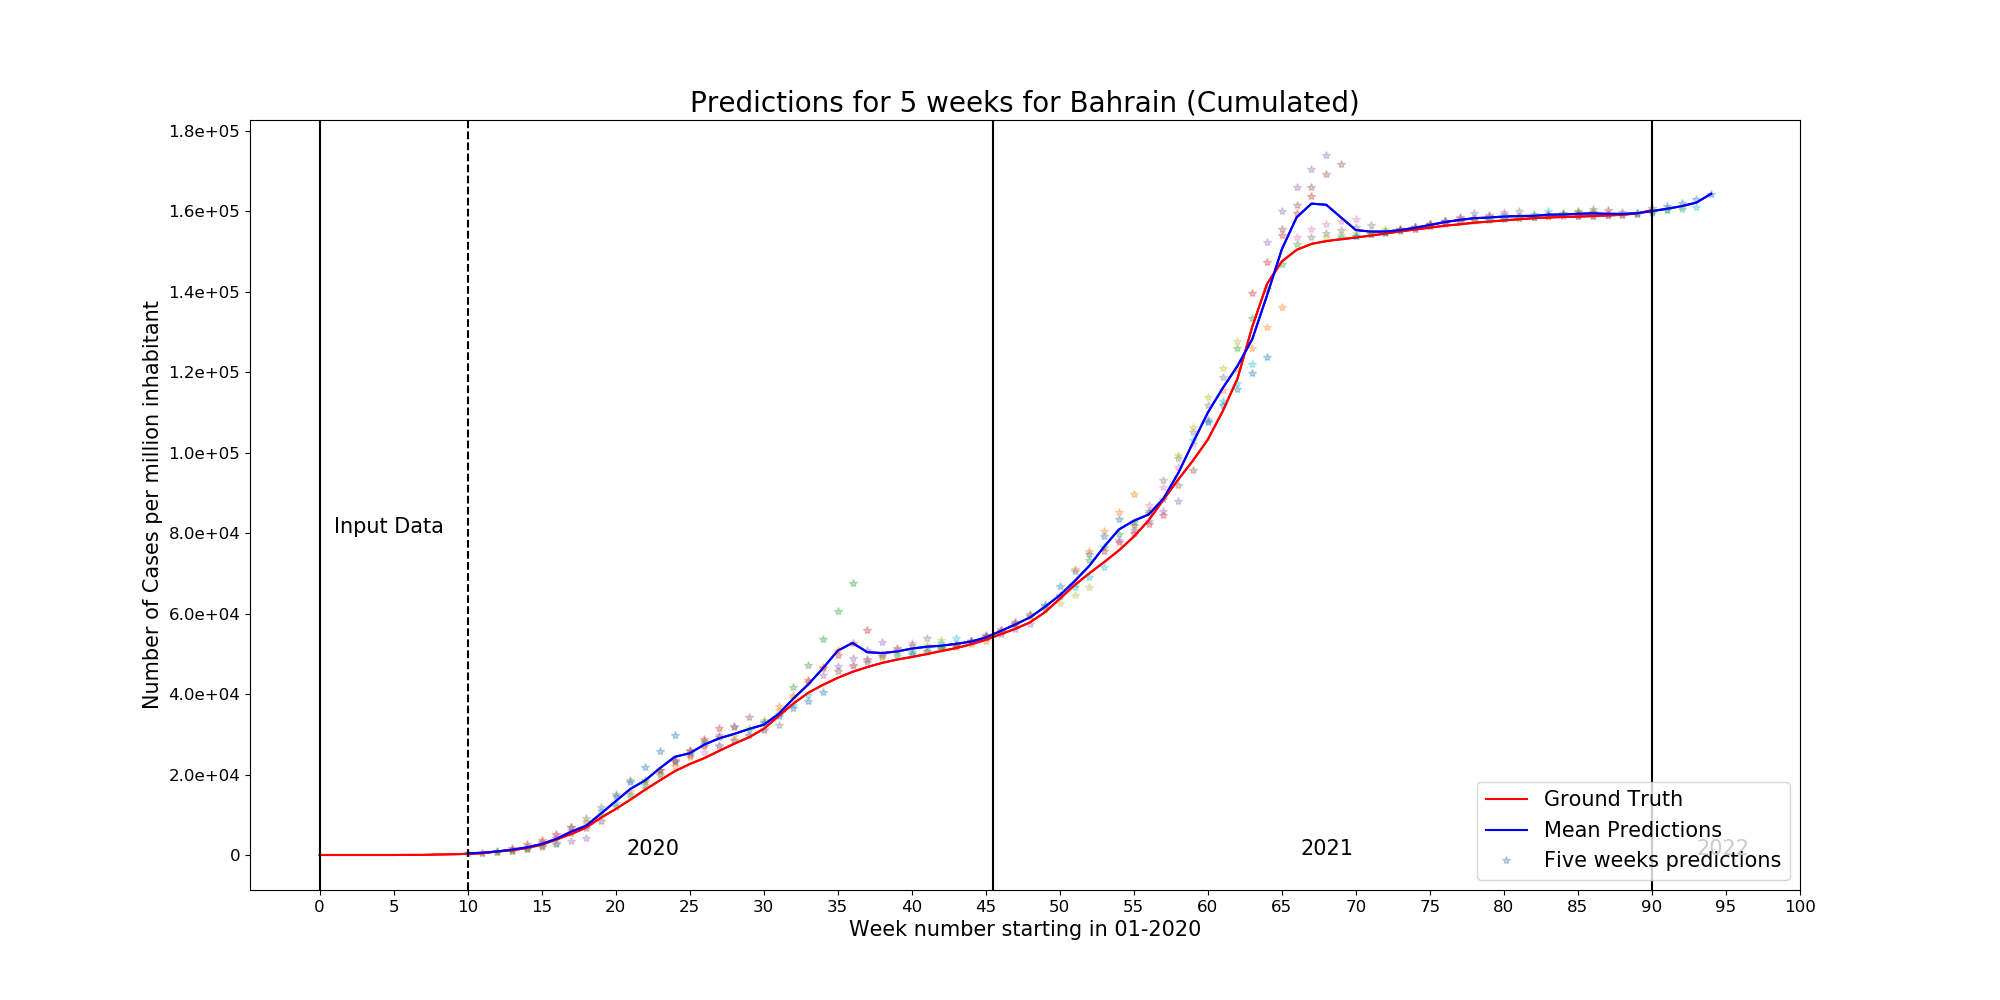 Predictions for 5 weeks for Bahrain (Cumulated)
Number of Cases per million inhabitant
1.8e+05
1.6e+05
1.4e+05
1.2e+05
1.0e+05
8.0e+04
6.0e+04
4.0e+04
2.0e+04
0
Input Data
2020
2021
2022
Ground Truth
Mean Predictions
Five weeks predictions
0 5 10 15 20 25 30 35 40 45 50 55 60 65 70 75 80 85 90 95 100
Week number starting in 01-2020